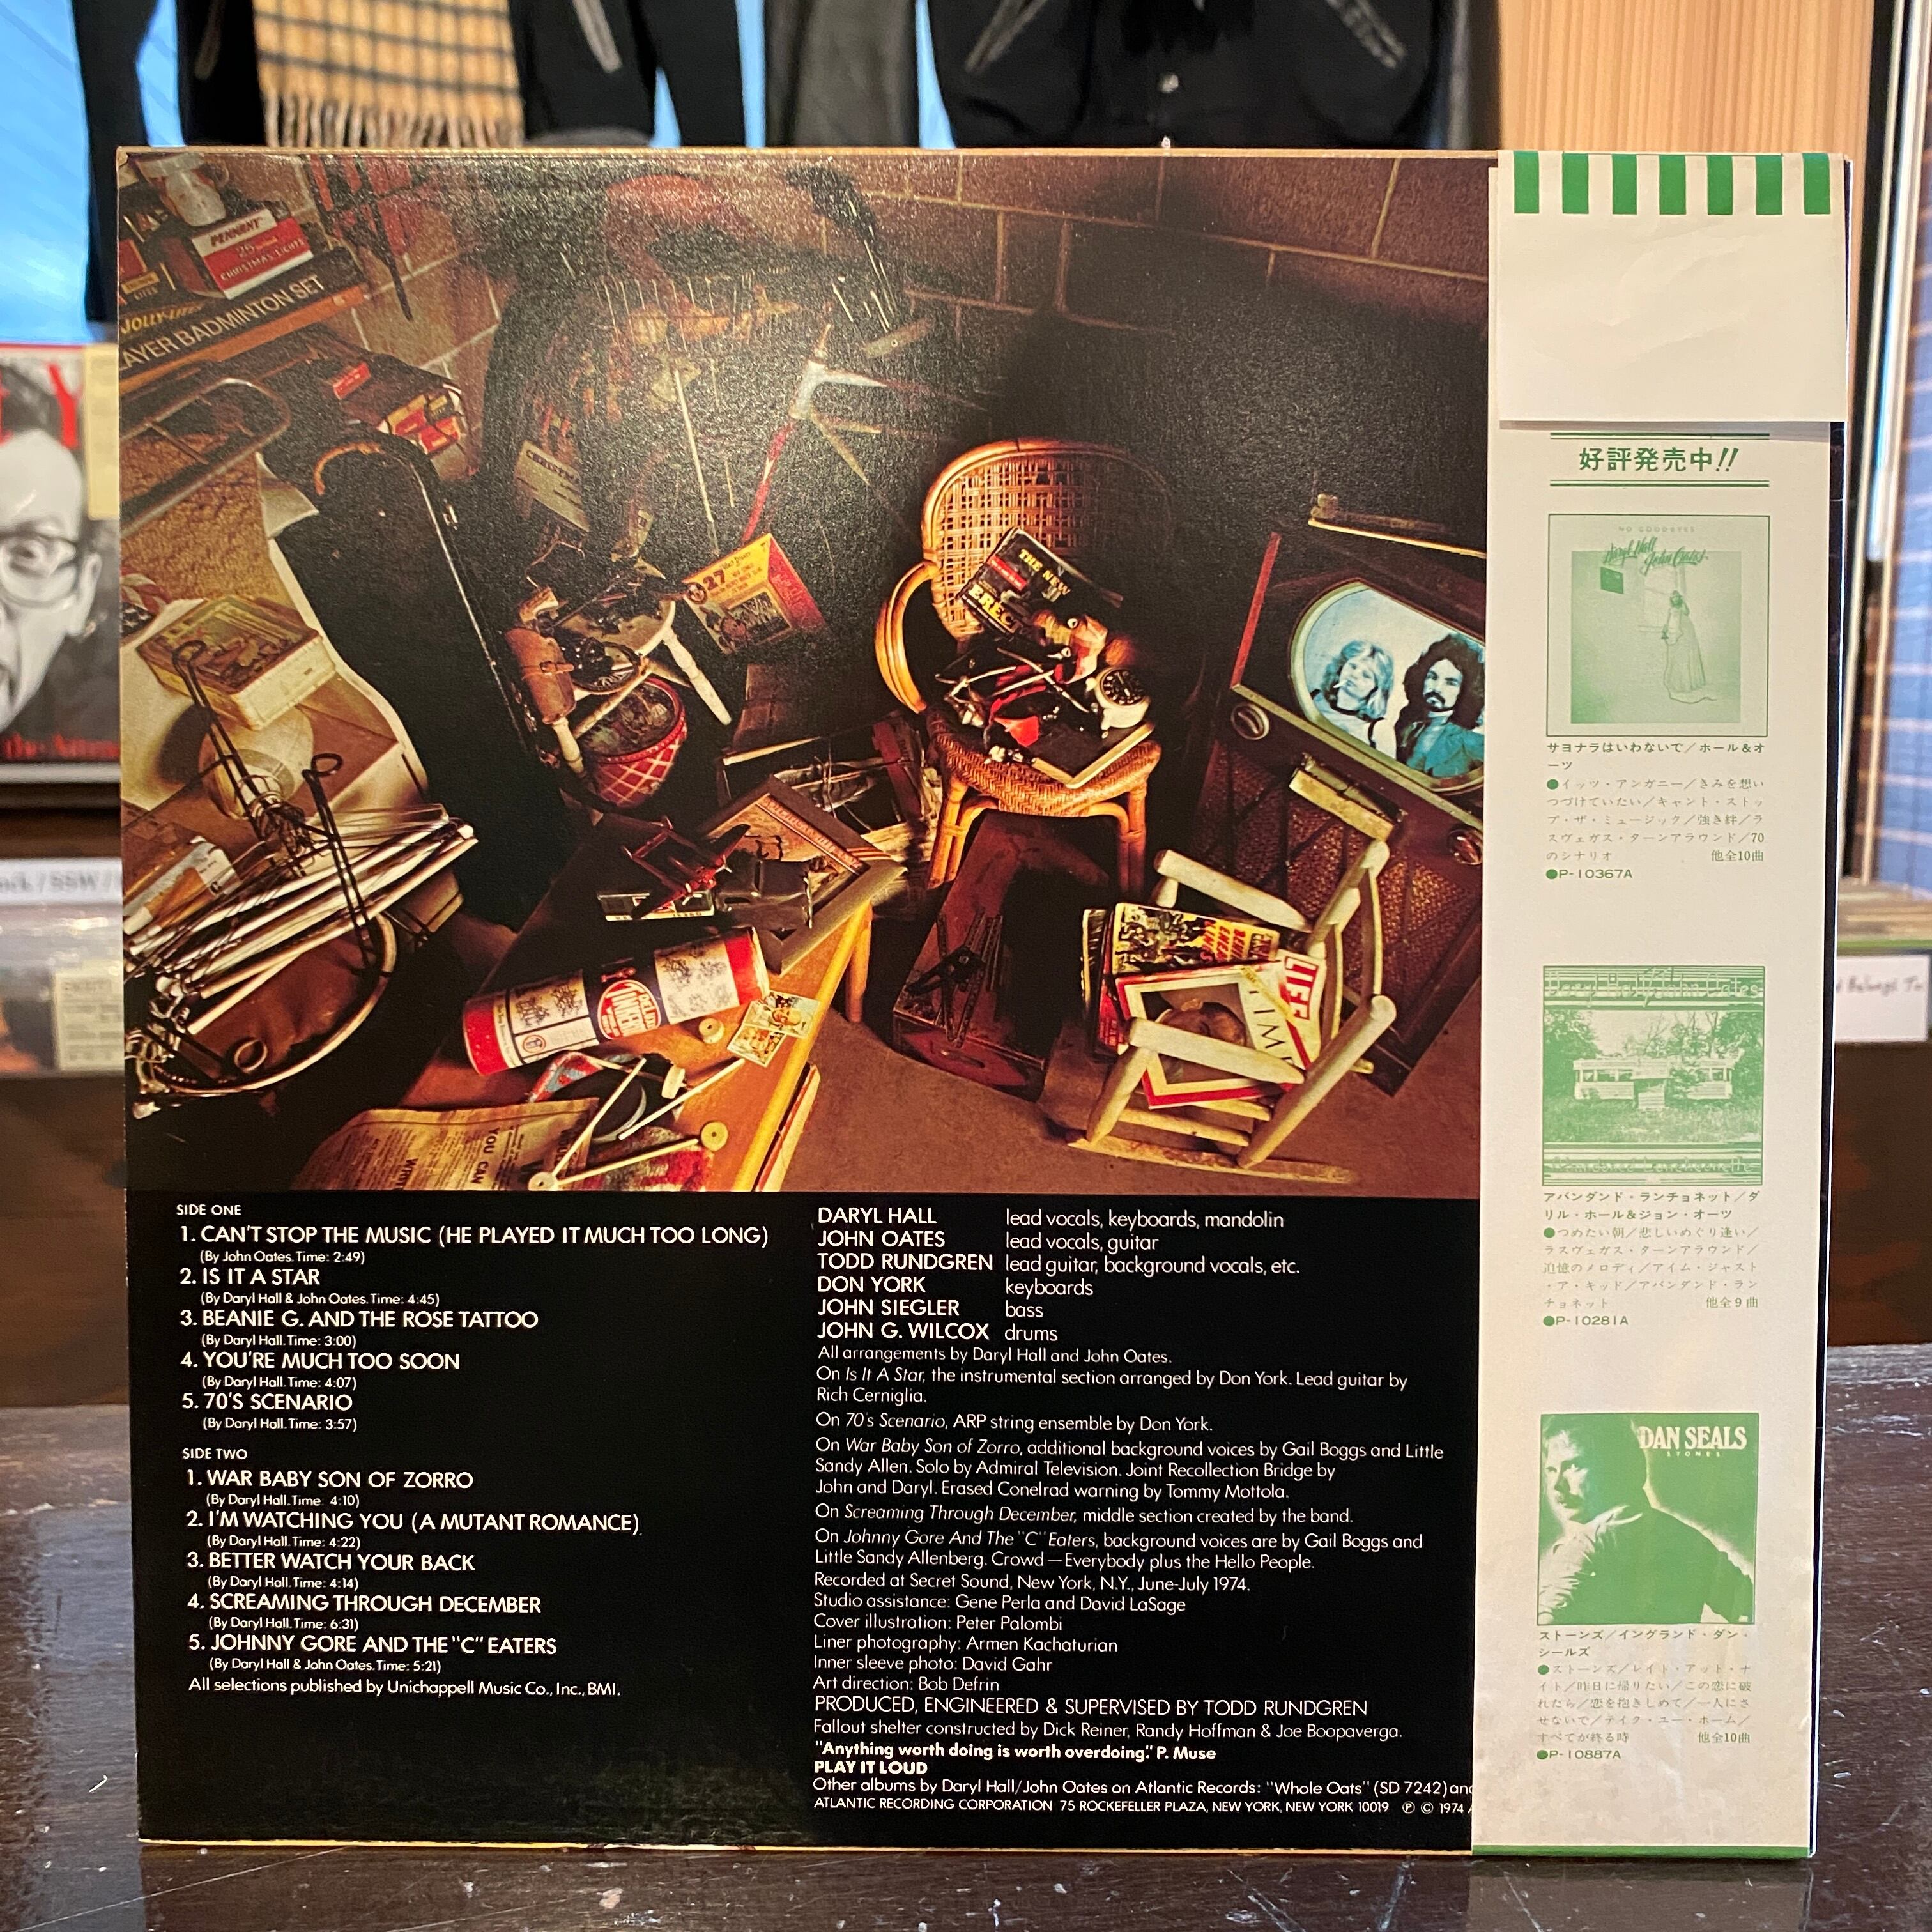 PENNANT
25
CHRISTMAS LIGHTS
JOLLY-LITES
AYER BADMINTON SET
27
THE NEW
LIFE
YOU CAN
SIDE ONE
1. CAN'T STOP THE MUSIC (HE PLAYED IT MUCH TOO LONG)
(By John Oates. Time: 2:49)
2. IS IT A STAR
(By Daryl Hall & John Oates. Time: 4:45)
3. BEANIE G. AND THE ROSE TATTOO
(By Daryl Hall. Time: 3:00)
4. YOU'RE MUCH TOO SOON
(By Daryl Hall. Time: 4:07)
5. 70'S SCENARIO
(By Daryl Hall. Time: 3:57)
SIDE TWO
1. WAR BABY SON OF ZORRO
(By Daryl Hall. Time: 4:10)
2. I'M WATCHING YOU (A MUTANT ROMANCE)
(By Daryl Hall. Time: 4:22)
3. BETTER WATCH YOUR BACK
(By Daryl Hall. Time: 4:14)
4. SCREAMING THROUGH DECEMBER
(By Daryl Hall. Time: 6:31)
5. JOHNNY GORE AND THE "C" EATERS
(By Daryl Hall & John Oates. Time: 5:21)
All selections published by Unichappell Music Co., Inc., BMI.
DARYL HALL lead vocals, keyboards, mandolin
JOHN OATES lead vocals, guitar
TODD RUNDGREN lead guitar, background vocals, etc.
DON YORK keyboards
JOHN SIEGLER bass
JOHN G. WILCOX drums
All arrangements by Daryl Hall and John Oates.
On Is It A Star, the instrumental section arranged by Don York. Lead guitar by
Rich Cerniglia.
On 70's Scenario, ARP string ensemble by Don York.
On War Baby Son of Zorro, additional background voices by Gail Boggs and Little
Sandy Allen. Solo by Admiral Television. Joint Recollection Bridge by
John and Daryl. Erased Conelrad warning by Tommy Mottola.
On Screaming Through December, middle section created by the band.
On Johnny Gore And The "C" Eaters, background voices are by Gail Boggs and
Little Sandy Allenberg. Crowd—Everybody plus the Hello People.
Recorded at Secret Sound, New York, N.Y., June-July 1974.
Studio assistance: Gene Perla and David LaSage
Cover illustration: Peter Palombi
Liner photography: Armen Kachaturian
Inner sleeve photo: David Gahr
Art direction: Bob Defrin
PRODUCED, ENGINEERED & SUPERVISED BY TODD RUNDGREN
Fallout shelter constructed by Dick Reiner, Randy Hoffman & Joe Boopaverga.
"Anything worth doing is worth overdoing." P. Muse
PLAY IT LOUD
Other albums by Daryl Hall/John Oates on Atlantic Records: "Whole Oats" (SD 7242) and
ATLANTIC RECORDING CORPORATION 75 ROCKEFELLER PLAZA, NEW YORK, NEW YORK 10019 ℗ © 1974
好評発売中!!
NO GOODBYES
Daryl Hall
John Oates
サヨナラはいわないで／ホール&オ
ーツ
●イッツ・アンガニー／きみを想い
つづけていたい／キャント・ストッ
プ・ザ・ミュージック／強き絆／ラ
スヴェガス・ターンアラウンド／70
のシナリオ 他全10曲
●P-10367A
Daryl Hall & John Oates
Abandoned Luncheonette
アバンダンド・ランチョネット／ダ
リル・ホール&ジョン・オーツ
●つめたい朝／悲しいめぐり逢い／
ラスヴェガス・ターンアラウンド／
追憶のメロディ／アイム・ジャスト
・ア・キッド／アバンダンド・ラン
チョネット 他全9曲
●P-10281A
DAN SEALS
STONES
ストーンズ／イングランド・ダン・
シールズ
●ストーンズ／レイト・アット・ナ
イト／昨日に帰りたい／この恋に破
れたら／恋を抱きしめて／一人にさ
せないで／テイク・ユー・ホーム／
すべてが終る時 他全10曲
●P-10887A